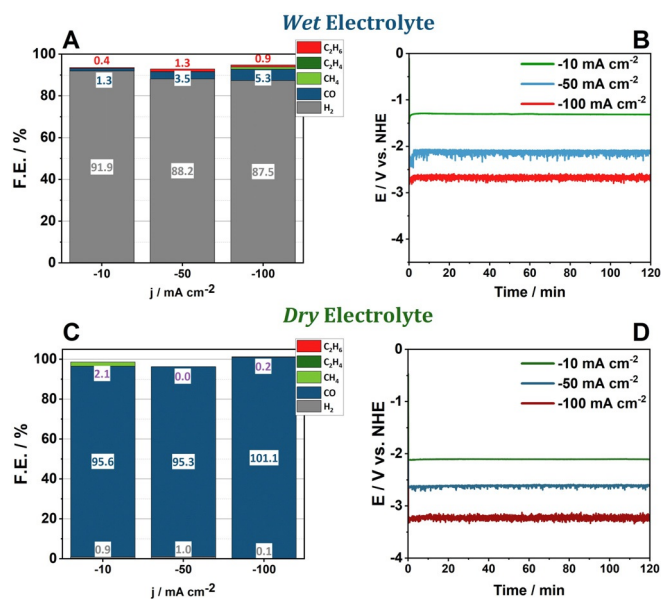 Wet Electrolyte
A
B
F.E. / %
100
80
60
40
20
0
0.4
1.3
91.9
1.3
3.5
88.2
0.9
5.3
87.5
C₂H₆
C₂H₄
CH₄
CO
H₂
-10
-50
-100
j / mA cm⁻²
E / V vs. NHE
-1
-2
-3
-4
-10 mA cm⁻²
-50 mA cm⁻²
-100 mA cm⁻²
0
20
40
60
80
100
120
Time / min
Dry Electrolyte
C
D
F.E. / %
100
80
60
40
20
0
2.1
95.6
0.9
0.0
95.3
1.0
0.2
101.1
0.1
C₂H₆
C₂H₄
CH₄
CO
H₂
-10
-50
-100
j / mA cm⁻²
E / V vs. NHE
0
-1
-2
-3
-4
-10 mA cm⁻²
-50 mA cm⁻²
-100 mA cm⁻²
0
20
40
60
80
100
120
Time / min